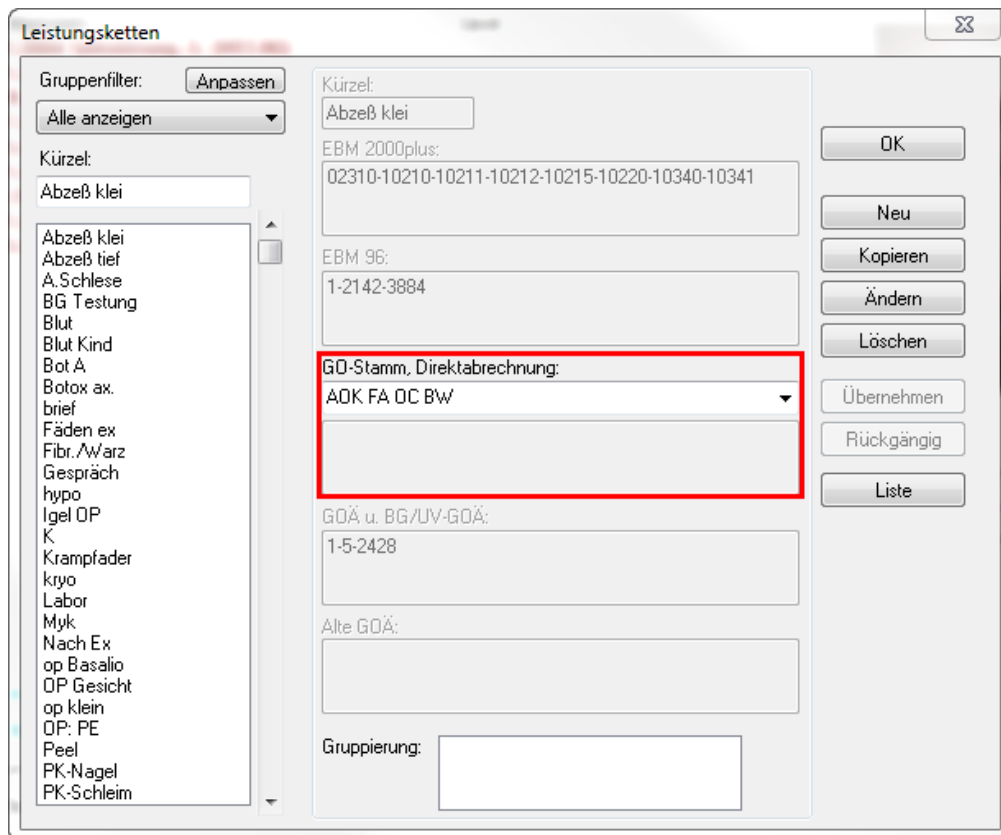 Leistungsketten
Gruppenfilter:
Anpassen
Alle anzeigen
Kürzel:
Abzeß klei
Abzeß klei
Abzeß tief
A.Schlese
BG Testung
Blut
Blut Kind
Bot A
Botox ax.
brief
Fäden ex
Fibr./Warz
Gespräch
hypo
Igel OP
K
Krampfader
kryo
Labor
Myk
Nach Ex
op Basalio
OP Gesicht
op klein
OP: PE
Peel
PK-Nagel
PK-Schleim
Kürzel:
Abzeß klei
EBM 2000plus:
02310-10210-10211-10212-10215-10220-10340-10341
EBM 96:
1-2142-3884
GO-Stamm, Direktabrechnung:
AOK FA OC BW
GOÄ u. BG/UV-GOÄ:
1-5-2428
Alte GOÄ:
Gruppierung:
OK
Neu
Kopieren
Ändern
Löschen
Übernehmen
Rückgängig
Liste